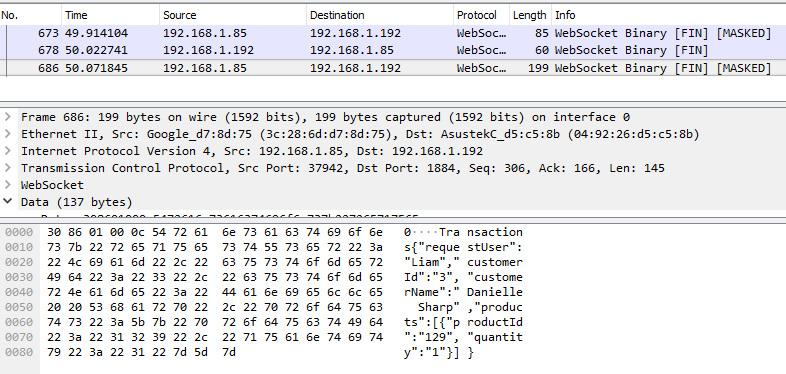 No. Time Source Destination Protocol Length Info
673 49.914104 192.168.1.85 192.168.1.192 WebSoc… 85 WebSocket Binary [FIN] [MASKED]
678 50.022741 192.168.1.192 192.168.1.85 WebSoc… 60 WebSocket Binary [FIN]
686 50.071845 192.168.1.85 192.168.1.192 WebSoc… 199 WebSocket Binary [FIN] [MASKED]
Frame 686: 199 bytes on wire (1592 bits), 199 bytes captured (1592 bits) on interface 0
Ethernet II, Src: Google_d7:8d:75 (3c:28:6d:d7:8d:75), Dst: AsustekC_d5:c5:8b (04:92:26:d5:c5:8b)
Internet Protocol Version 4, Src: 192.168.1.85, Dst: 192.168.1.192
Transmission Control Protocol, Src Port: 37942, Dst Port: 1884, Seq: 306, Ack: 166, Len: 145
WebSocket
Data (137 bytes)
0000 30 86 01 00 0c 54 72 61 6e 73 61 63 74 69 6f 6e 0····Tra nsaction
0010 73 7b 22 72 65 71 75 65 73 74 55 73 65 72 22 3a s{"reque stUser":
0020 22 4c 69 61 6d 22 2c 22 63 75 73 74 6f 6d 65 72 "Liam"," customer
0030 49 64 22 3a 22 33 22 2c 22 63 75 73 74 6f 6d 65 Id":"3", "custome
0040 72 4e 61 6d 65 22 3a 22 44 61 6e 69 65 6c 6c 65 rName":" Danielle
0050 20 20 53 68 61 72 70 22 2c 22 70 72 6f 64 75 63 Sharp" ,"produc
0060 74 73 22 3a 5b 7b 22 70 72 6f 64 75 63 74 49 64 ts":[{"p roductId
0070 22 3a 22 31 32 39 22 2c 22 71 75 61 6e 74 69 74 ":"129", "quantit
0080 79 22 3a 22 31 22 7d 5d 7d y":"1"}] }